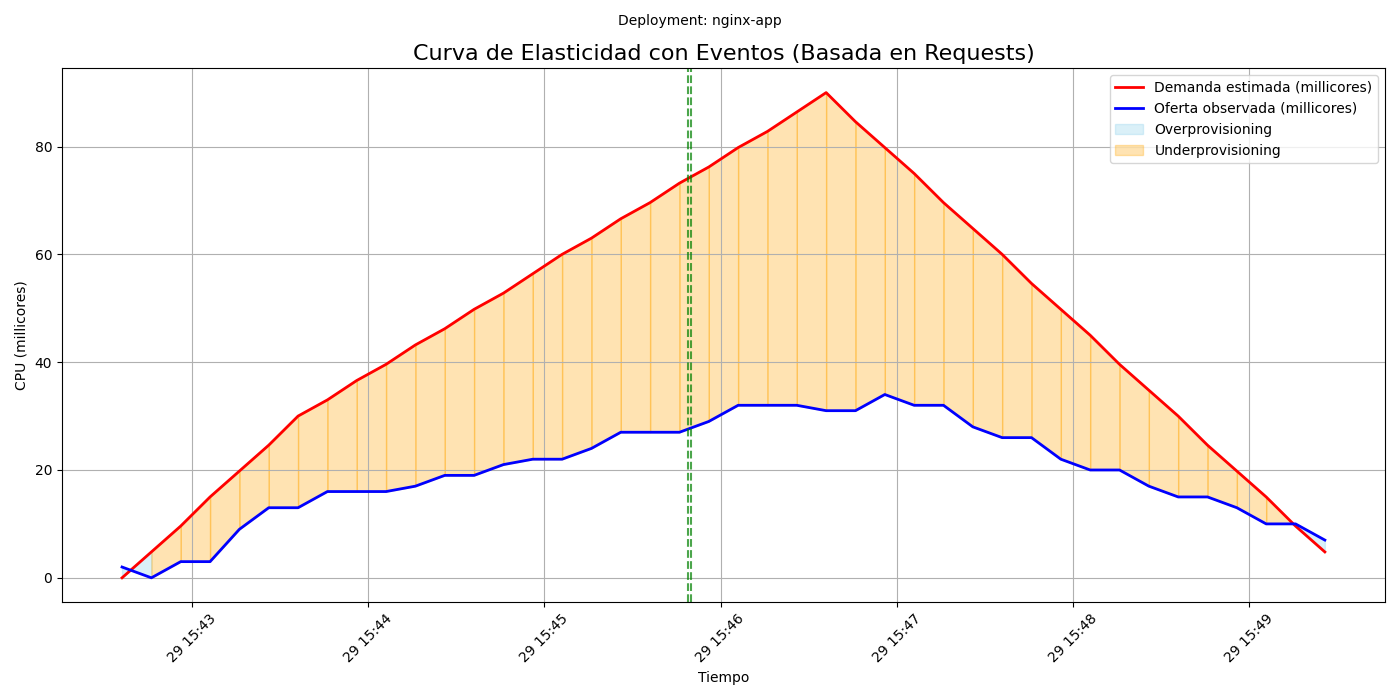 Deployment: nginx-app
Curva de Elasticidad con Eventos (Basada en Requests)
Demanda estimada (millicores)
Oferta observada (millicores)
Overprovisioning
Underprovisioning
CPU (millicores)
80
60
40
20
0
29 15:43
29 15:44
29 15:45
29 15:46
29 15:47
29 15:48
29 15:49
Tiempo